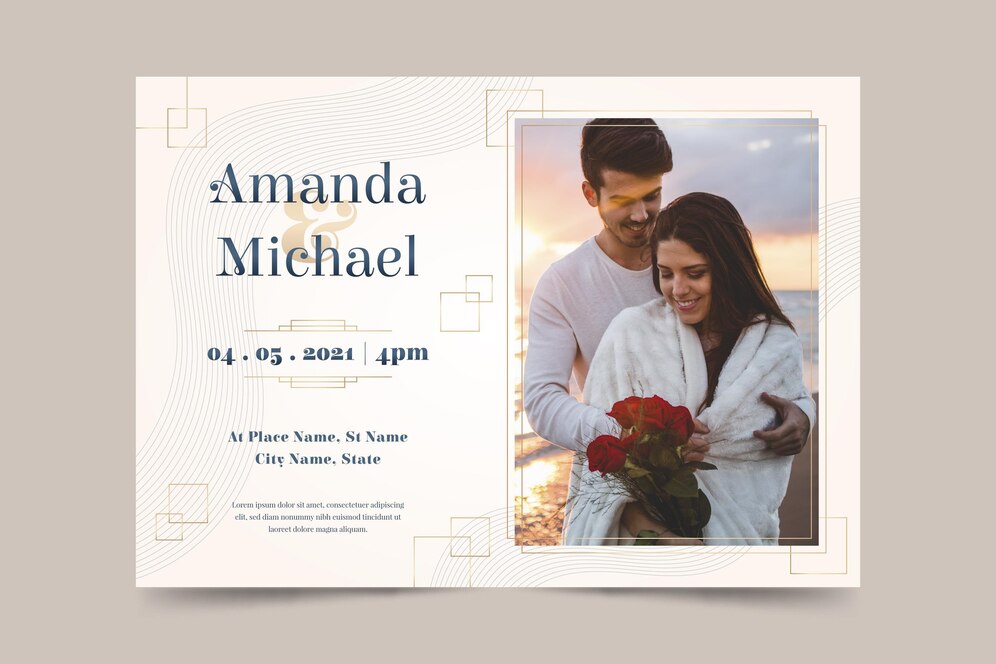 Amanda
&
Michael
04 . 05 . 2021 | 4pm
At Place Name, St Name
City Name, State
Lorem ipsum dolor sit amet, consectetuer adipiscing
elit, sed diam nonummy nibh euismod tincidunt ut
laoreet dolore magna aliquam.